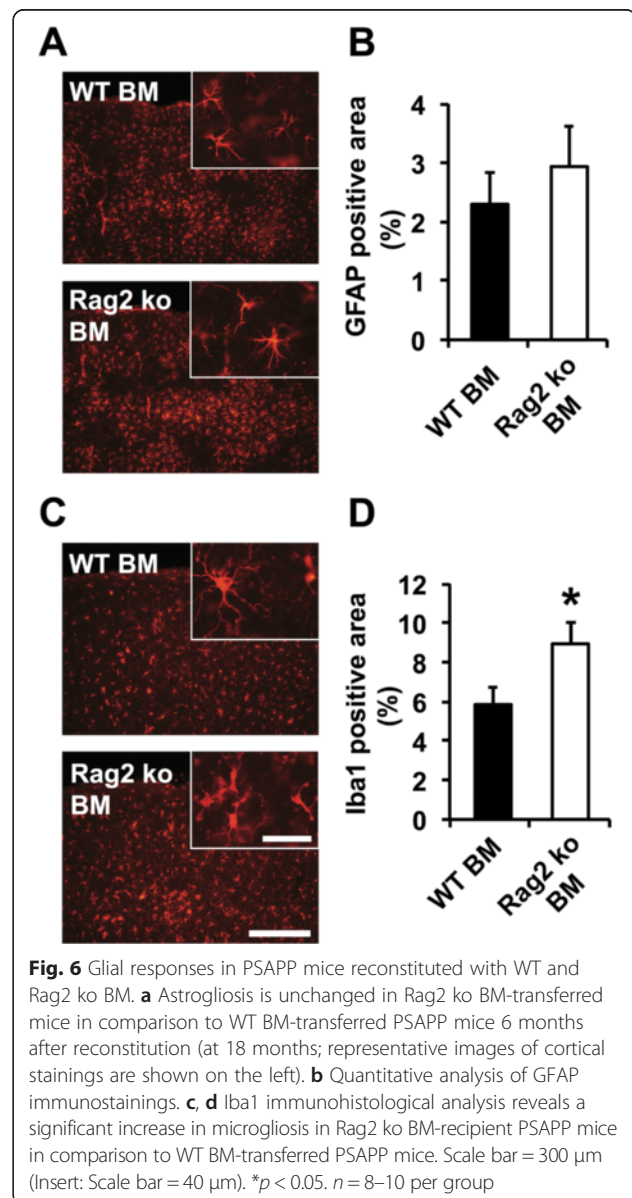 A
WT BM
Rag2 ko
BM
B
GFAP positive area
(%)
4
3
2
1
0
WT BM
Rag2 ko
BM
C
WT BM
Rag2 ko
BM
D
Iba1 positive area
(%)
12
10
8
6
4
2
0
*
WT BM
Rag2 ko
BM
Fig. 6 Glial responses in PSAPP mice reconstituted with WT and
Rag2 ko BM. a Astrogliosis is unchanged in Rag2 ko BM-transferred
mice in comparison to WT BM-transferred PSAPP mice 6 months
after reconstitution (at 18 months; representative images of cortical
stainings are shown on the left). b Quantitative analysis of GFAP
immunostainings. c, d Iba1 immunohistological analysis reveals a
significant increase in microgliosis in Rag2 ko BM-recipient PSAPP mice
in comparison to WT BM-transferred PSAPP mice. Scale bar = 300 μm
(Insert: Scale bar = 40 μm). *p < 0.05. n = 8–10 per group